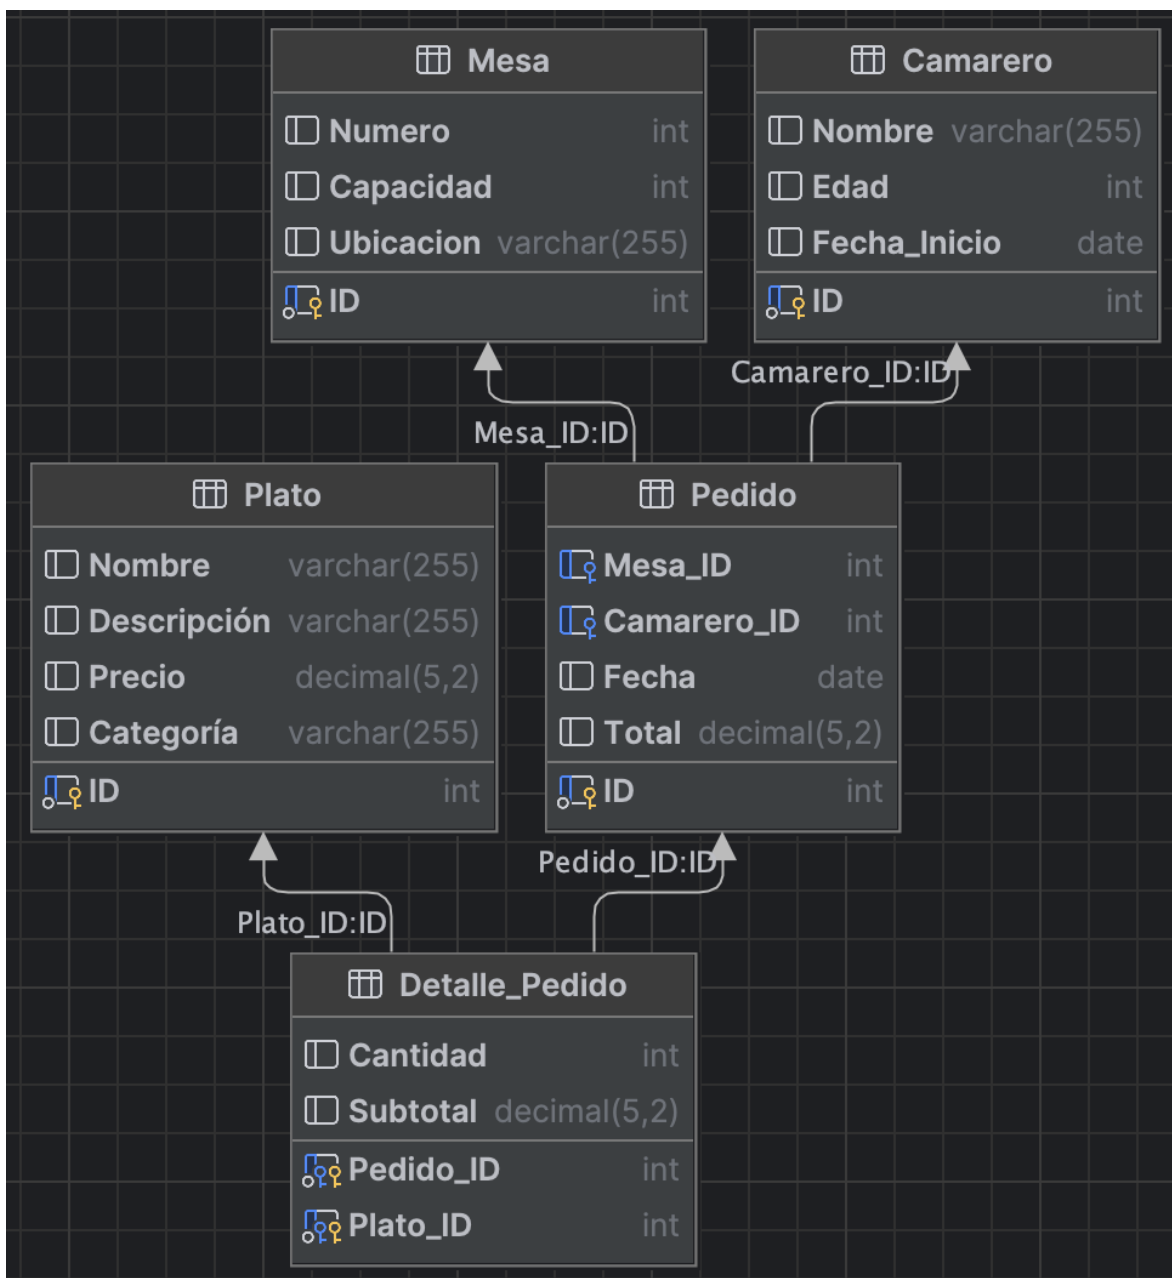 Mesa
Numero int
Capacidad int
Ubicacion varchar(255)
ID int
Camarero
Nombre varchar(255)
Edad int
Fecha_Inicio date
ID int
Camarero_ID:ID
Mesa_ID:ID
Plato
Nombre varchar(255)
Descripción varchar(255)
Precio decimal(5,2)
Categoría varchar(255)
ID int
Pedido
Mesa_ID int
Camarero_ID int
Fecha date
Total decimal(5,2)
ID int
Pedido_ID:ID
Plato_ID:ID
Detalle_Pedido
Cantidad int
Subtotal decimal(5,2)
Pedido_ID int
Plato_ID int